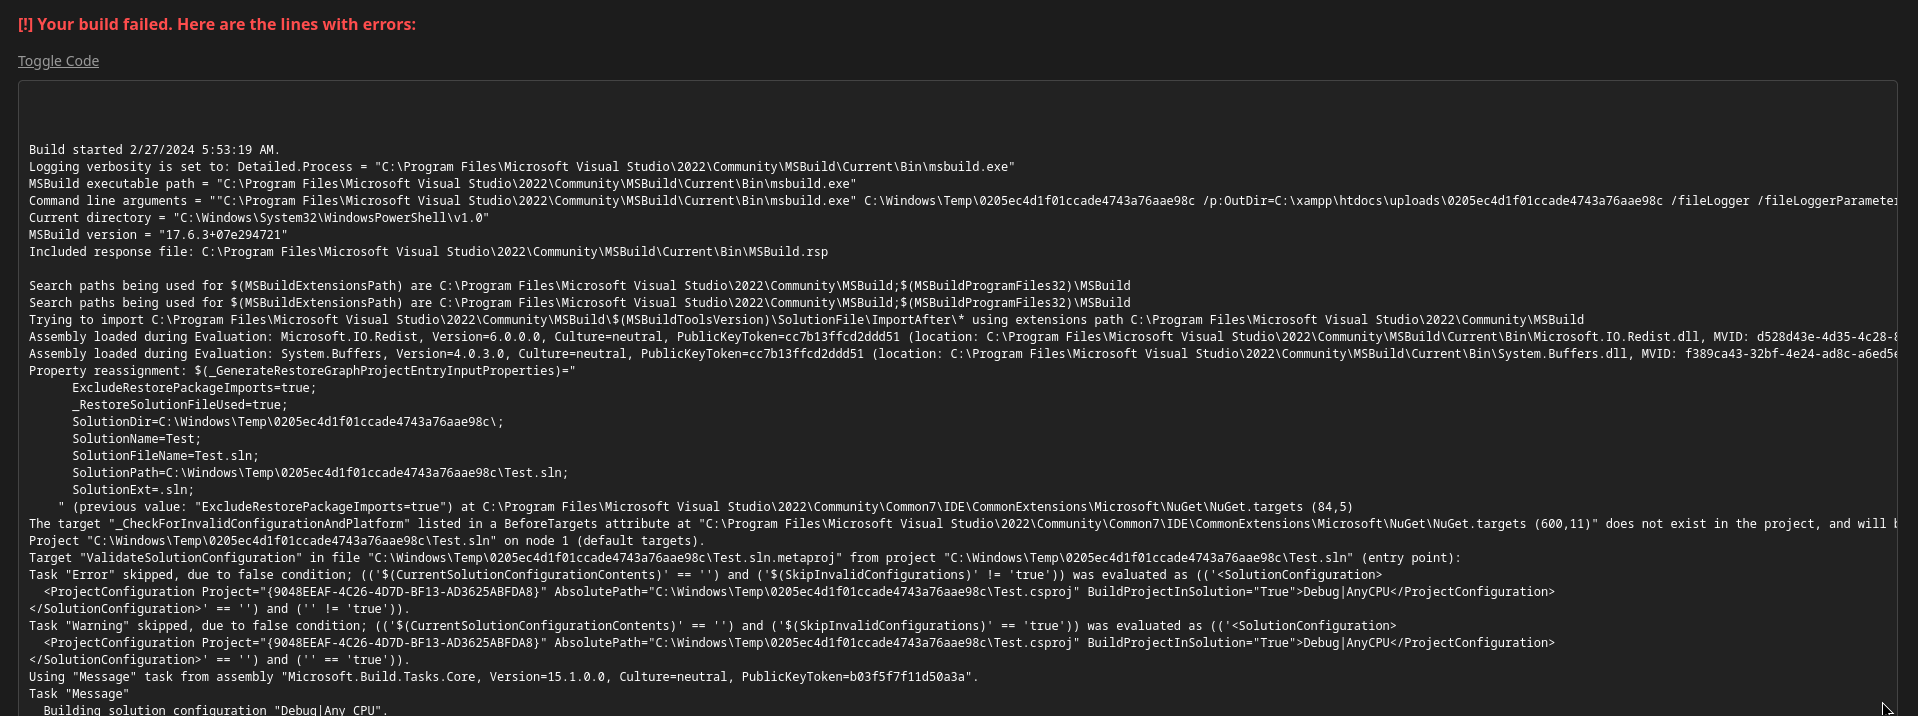 [!] Your build failed. Here are the lines with errors:
Toggle Code
Build started 2/27/2024 5:53:19 AM.
Logging verbosity is set to: Detailed.Process = "C:\Program Files\Microsoft Visual Studio\2022\Community\MSBuild\Current\Bin\msbuild.exe"
MSBuild executable path = "C:\Program Files\Microsoft Visual Studio\2022\Community\MSBuild\Current\Bin\msbuild.exe"
Command line arguments = ""C:\Program Files\Microsoft Visual Studio\2022\Community\MSBuild\Current\Bin\msbuild.exe" C:\Windows\Temp\0205ec4d1f01ccade4743a76aae98c /p:OutDir=C:\xampp\htdocs\uploads\0205ec4d1f01ccade4743a76aae98c /fileLogger /fileLoggerParameter
Current directory = "C:\Windows\System32\WindowsPowerShell\v1.0"
MSBuild version = "17.6.3+07e294721"
Included response file: C:\Program Files\Microsoft Visual Studio\2022\Community\MSBuild\Current\Bin\MSBuild.rsp
Search paths being used for $(MSBuildExtensionsPath) are C:\Program Files\Microsoft Visual Studio\2022\Community\MSBuild;$(MSBuildProgramFiles32)\MSBuild
Search paths being used for $(MSBuildExtensionsPath) are C:\Program Files\Microsoft Visual Studio\2022\Community\MSBuild;$(MSBuildProgramFiles32)\MSBuild
Trying to import C:\Program Files\Microsoft Visual Studio\2022\Community\MSBuild\$(MSBuildToolsVersion)\SolutionFile\ImportAfter\* using extensions path C:\Program Files\Microsoft Visual Studio\2022\Community\MSBuild
Assembly loaded during Evaluation: Microsoft.IO.Redist, Version=6.0.0.0, Culture=neutral, PublicKeyToken=cc7b13ffcd2ddd51 (location: C:\Program Files\Microsoft Visual Studio\2022\Community\MSBuild\Current\Bin\Microsoft.IO.Redist.dll, MVID: d528d43e-4d35-4c28-8
Assembly loaded during Evaluation: System.Buffers, Version=4.0.3.0, Culture=neutral, PublicKeyToken=cc7b13ffcd2ddd51 (location: C:\Program Files\Microsoft Visual Studio\2022\Community\MSBuild\Current\Bin\System.Buffers.dll, MVID: f389ca43-32bf-4e24-ad8c-a6ed5e
Property reassignment: $(_GenerateRestoreGraphProjectEntryInputProperties)="
ExcludeRestorePackageImports=true;
_RestoreSolutionFileUsed=true;
SolutionDir=C:\Windows\Temp\0205ec4d1f01ccade4743a76aae98c\;
SolutionName=Test;
SolutionFileName=Test.sln;
SolutionPath=C:\Windows\Temp\0205ec4d1f01ccade4743a76aae98c\Test.sln;
SolutionExt=.sln;
" (previous value: "ExcludeRestorePackageImports=true") at C:\Program Files\Microsoft Visual Studio\2022\Community\Common7\IDE\CommonExtensions\Microsoft\NuGet\NuGet.targets (84,5)
The target "_CheckForInvalidConfigurationAndPlatform" listed in a BeforeTargets attribute at "C:\Program Files\Microsoft Visual Studio\2022\Community\Common7\IDE\CommonExtensions\Microsoft\NuGet\NuGet.targets (600,11)" does not exist in the project, and will b
Project "C:\Windows\Temp\0205ec4d1f01ccade4743a76aae98c\Test.sln" on node 1 (default targets).
Target "ValidateSolutionConfiguration" in file "C:\Windows\Temp\0205ec4d1f01ccade4743a76aae98c\Test.sln.metaproj" from project "C:\Windows\Temp\0205ec4d1f01ccade4743a76aae98c\Test.sln" (entry point):
Task "Error" skipped, due to false condition; (('$(CurrentSolutionConfigurationContents)' == '') and ('$(SkipInvalidConfigurations)' != 'true')) was evaluated as (('<SolutionConfiguration>
<ProjectConfiguration Project="{9048EEAF-4C26-4D7D-BF13-AD3625ABFDA8}" AbsolutePath="C:\Windows\Temp\0205ec4d1f01ccade4743a76aae98c\Test.csproj" BuildProjectInSolution="True">Debug|AnyCPU</ProjectConfiguration>
</SolutionConfiguration>' == '') and ('' != 'true')).
Task "Warning" skipped, due to false condition; (('$(CurrentSolutionConfigurationContents)' == '') and ('$(SkipInvalidConfigurations)' == 'true')) was evaluated as (('<SolutionConfiguration>
<ProjectConfiguration Project="{9048EEAF-4C26-4D7D-BF13-AD3625ABFDA8}" AbsolutePath="C:\Windows\Temp\0205ec4d1f01ccade4743a76aae98c\Test.csproj" BuildProjectInSolution="True">Debug|AnyCPU</ProjectConfiguration>
</SolutionConfiguration>' == '') and ('' == 'true')).
Using "Message" task from assembly "Microsoft.Build.Tasks.Core, Version=15.1.0.0, Culture=neutral, PublicKeyToken=b03f5f7f11d50a3a".
Task "Message"
Building solution configuration "Debug|Any CPU".